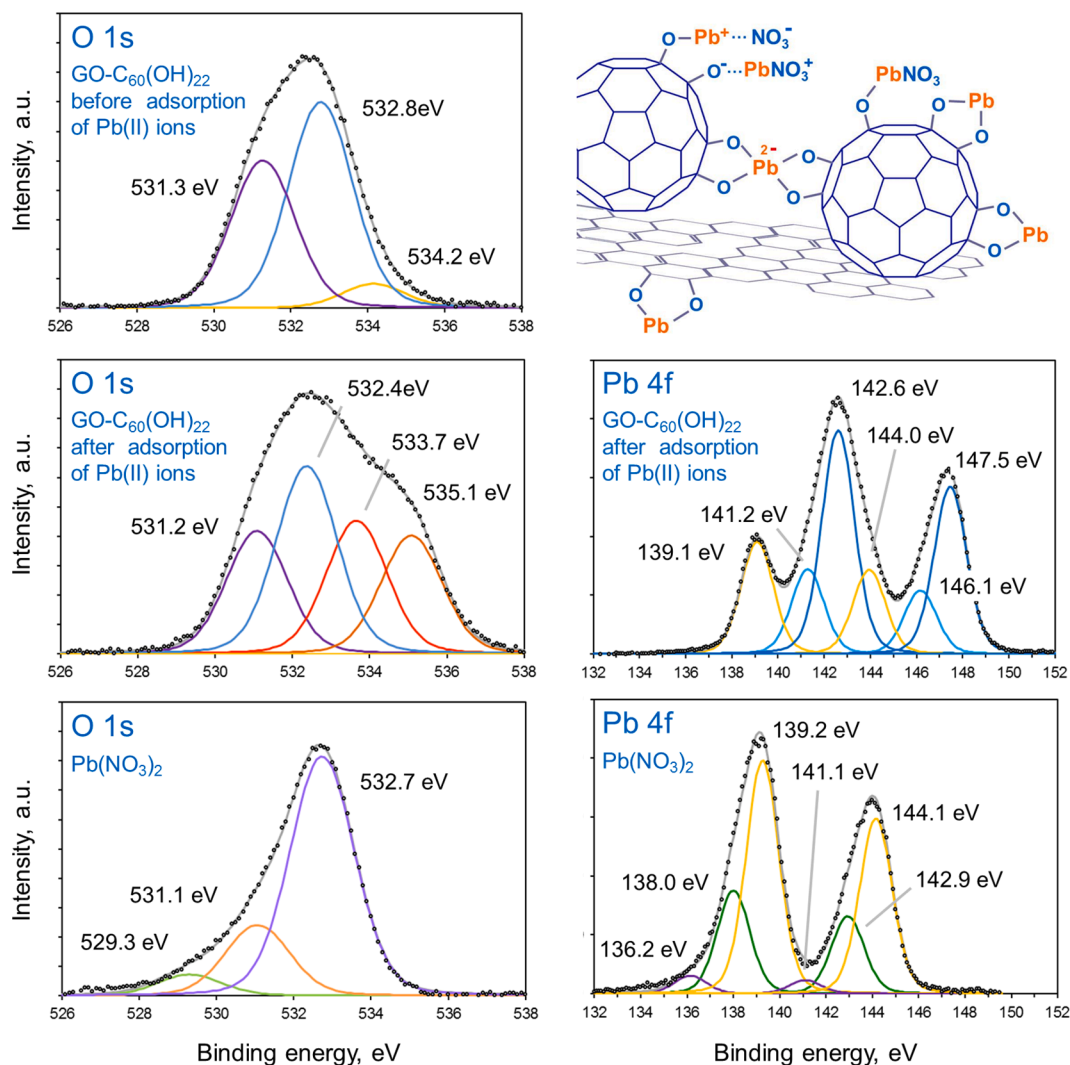 O 1s
GO-C60(OH)22
before adsorption
of Pb(II) ions
532.8eV
531.3 eV
534.2 eV
Intensity, a.u.
526 528 530 532 534 536 538
O-Pb+···NO3-
O-···PbNO3+
PbNO3
O
Pb
O
O
O
2-
Pb
O
O
O
O
Pb
O
O
O
Pb
O 1s
GO-C60(OH)22
after adsorption
of Pb(II) ions
532.4eV
533.7 eV
535.1 eV
531.2 eV
Intensity, a.u.
526 528 530 532 534 536 538
Pb 4f
GO-C60(OH)22
after adsorption
of Pb(II) ions
142.6 eV
144.0 eV
147.5 eV
141.2 eV
139.1 eV
146.1 eV
132 134 136 138 140 142 144 146 148 150 152
O 1s
Pb(NO3)2
532.7 eV
531.1 eV
529.3 eV
Intensity, a.u.
526 528 530 532 534 536 538
Binding energy, eV
Pb 4f
Pb(NO3)2
139.2 eV
141.1 eV
144.1 eV
138.0 eV
142.9 eV
136.2 eV
132 134 136 138 140 142 144 146 148 150 152
Binding energy, eV